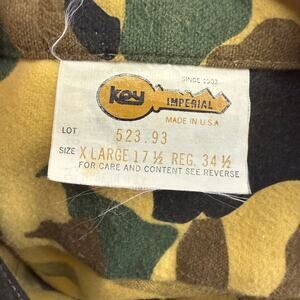 SINCE 1908
Key IMPERIAL
MADE IN U.S.A
LOT 523.93
SIZE X LARGE 17 ½ REG. 34 ½
FOR CARE AND CONTENT SEE REVERSE